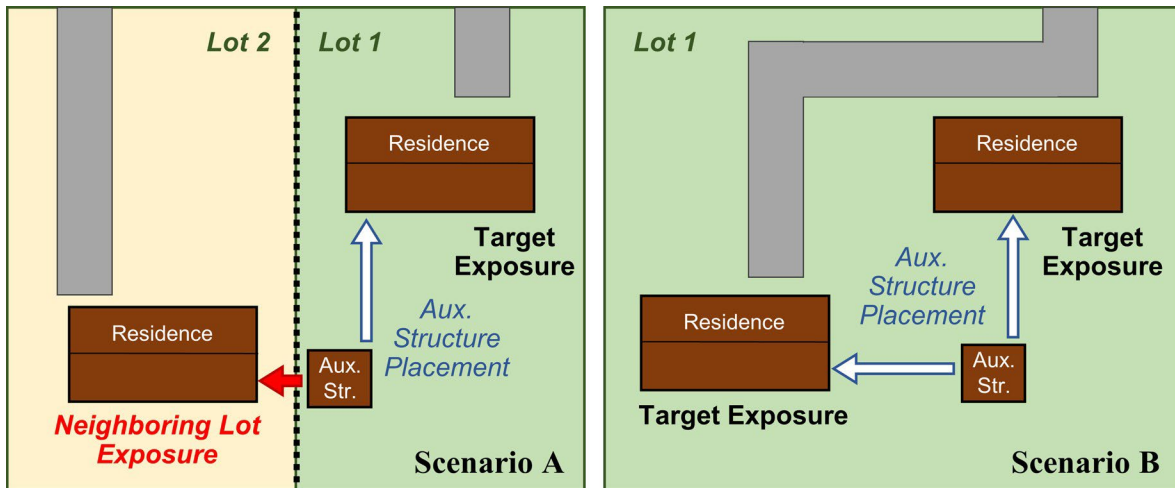 Lot 2
Lot 1
Residence
Target
Exposure
Aux.
Structure
Placement
Residence
Aux.
Str.
Neighboring Lot
Exposure
Scenario A
Lot 1
Residence
Target
Exposure
Aux.
Structure
Placement
Residence
Aux.
Str.
Target Exposure
Scenario B